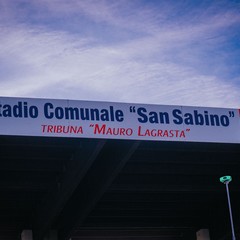 tadio Comunale "San Sabino"
TRIBUNA "MAURO LAGRASTA"